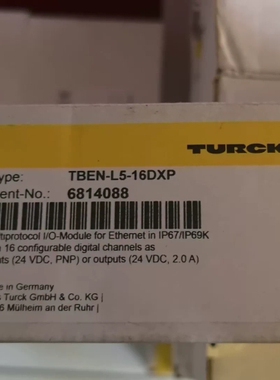 TURCK
ype: TBEN-L5-16DXP
ent-No.: 6814088
ltiprotocol I/O-Module for Ethernet in IP67/IP69K
16 configurable digital channels as
ts (24 VDC, PNP) or outputs (24 VDC, 2.0 A)
e in Germany
s Turck GmbH & Co. KG |
6 Mülheim an der Ruhr |